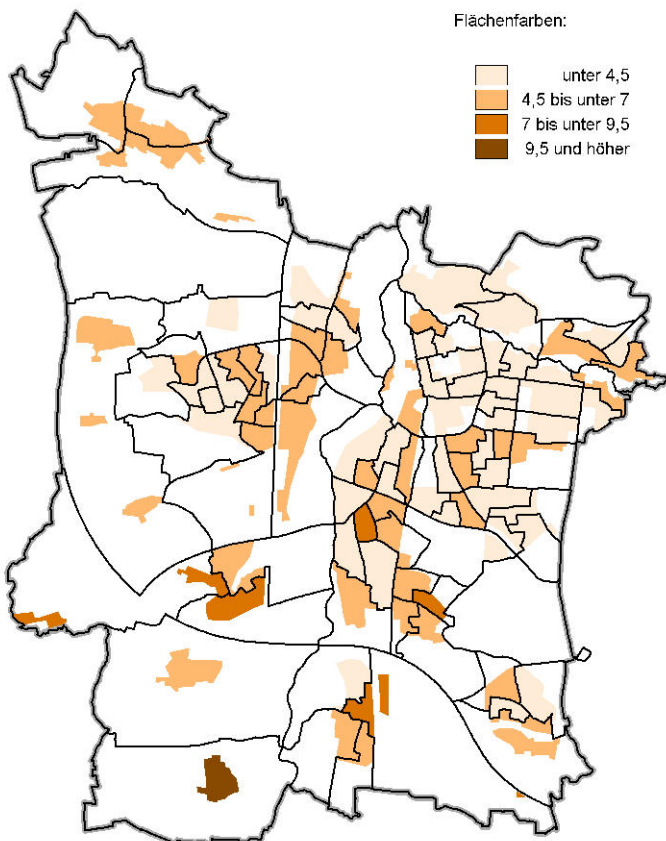 Flächenfarben:
unter 4,5
4,5 bis unter 7
7 bis unter 9,5
9,5 und höher